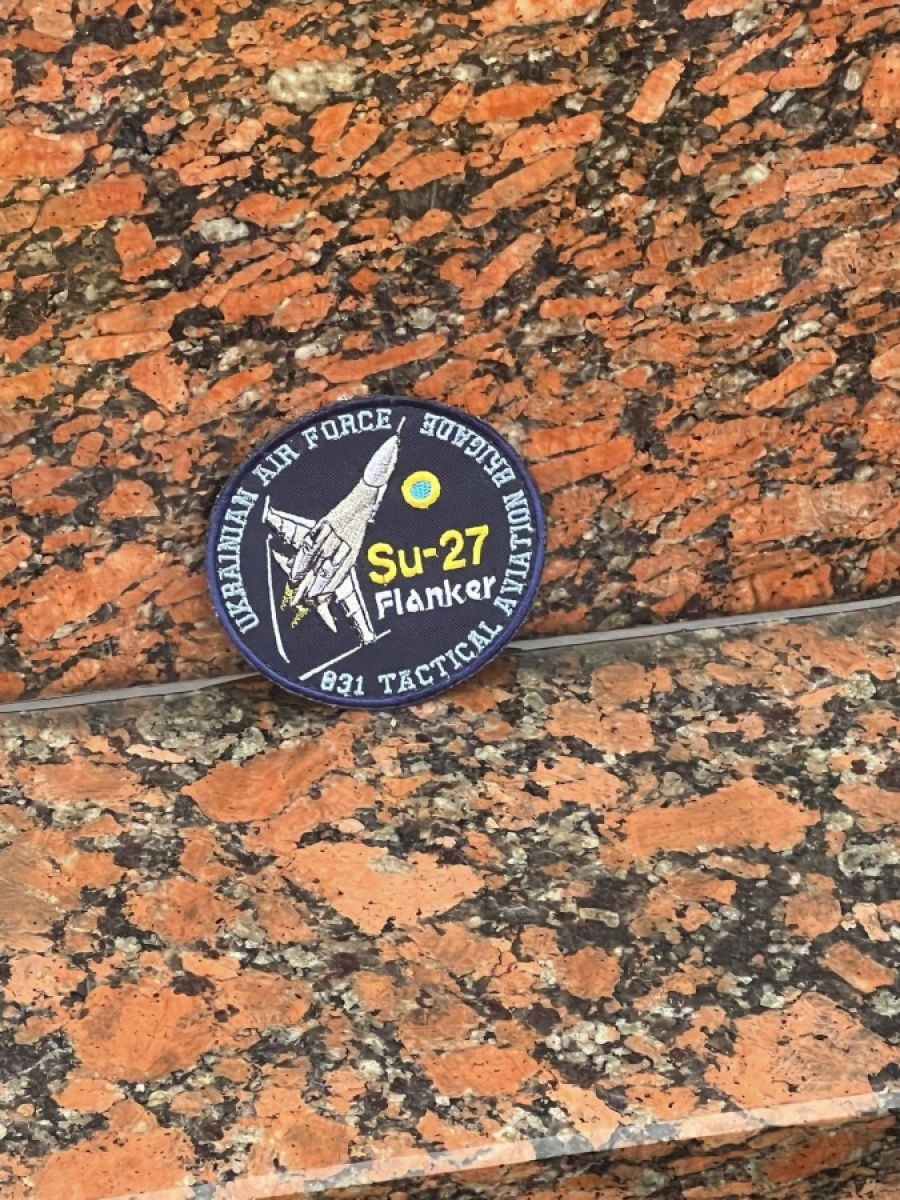 UKRAINIAN AIR FORCE
Su-27
Flanker
831 TACTICAL AVIATION BRIGADE